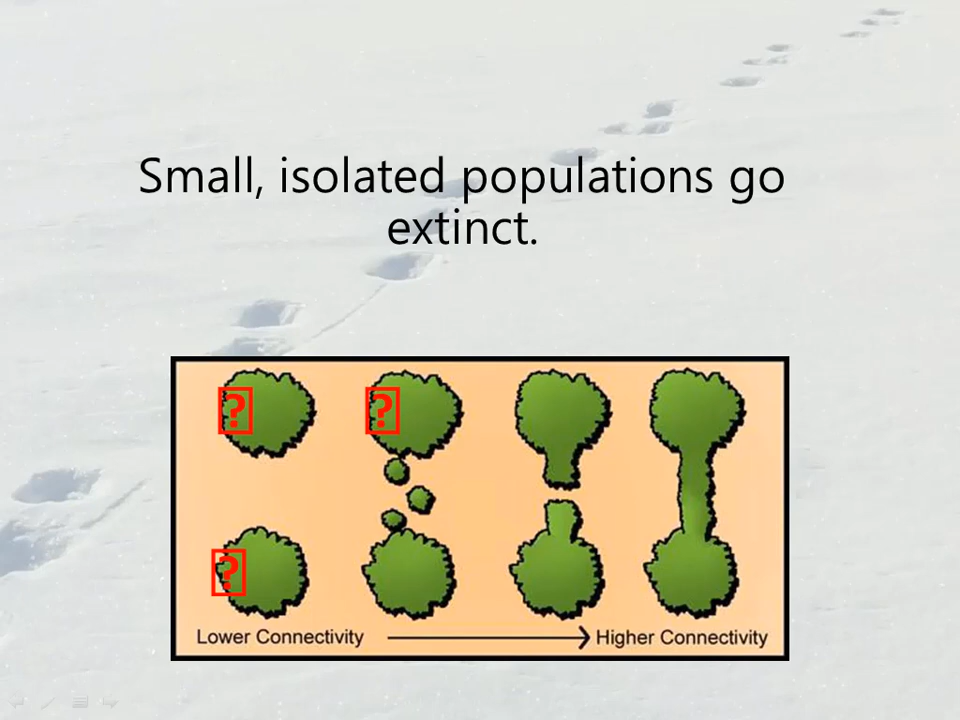 Small, isolated populations go
extinct.
Lower Connectivity
Higher Connectivity